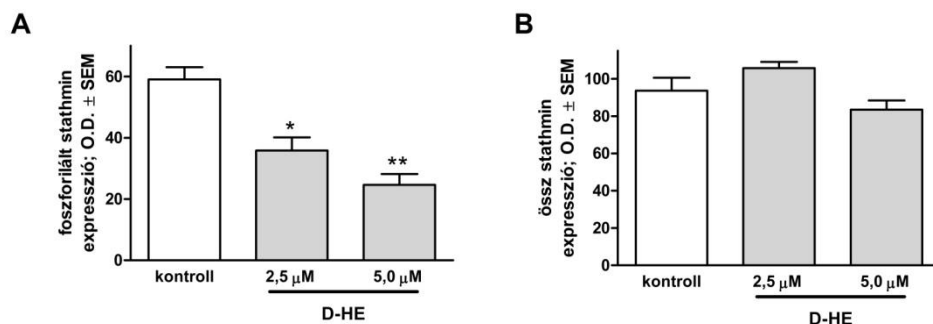 A
foszforilált stathmin
expresszió; O.D. ± SEM
60
40
20
0
*
**
kontroll
2,5 µM
5,0 µM
D-HE
B
össz stathmin
expresszió; O.D. ± SEM
100
80
60
40
20
0
kontroll
2,5 µM
5,0 µM
D-HE